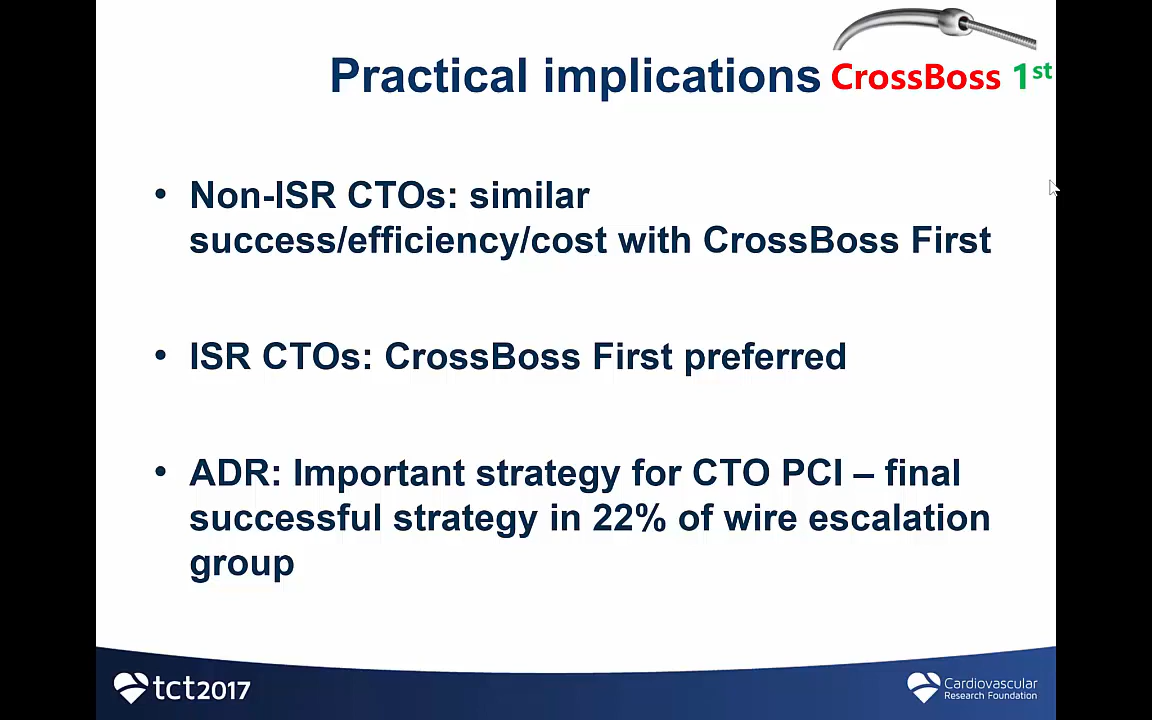 Practical implications CrossBoss 1st
• Non-ISR CTOs: similar
success/efficiency/cost with CrossBoss First
• ISR CTOs: CrossBoss First preferred
• ADR: Important strategy for CTO PCI – final
successful strategy in 22% of wire escalation
group
tct2017
Cardiovascular
Research Foundation